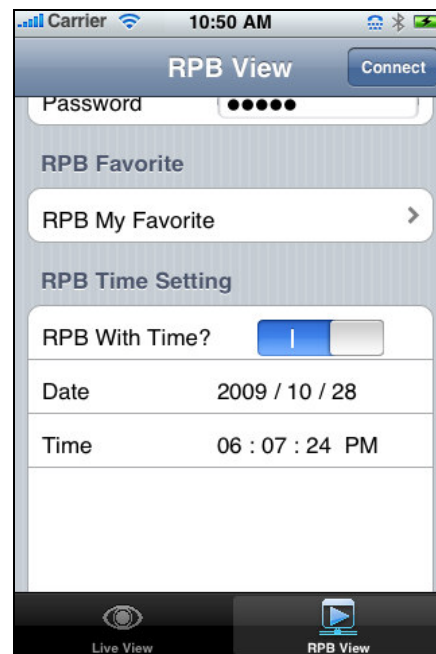 Carrier 10:50 AM
RPB View Connect
Password •••••
RPB Favorite
RPB My Favorite
RPB Time Setting
RPB With Time?
Date 2009 / 10 / 28
Time 06 : 07 : 24 PM
Live View RPB View